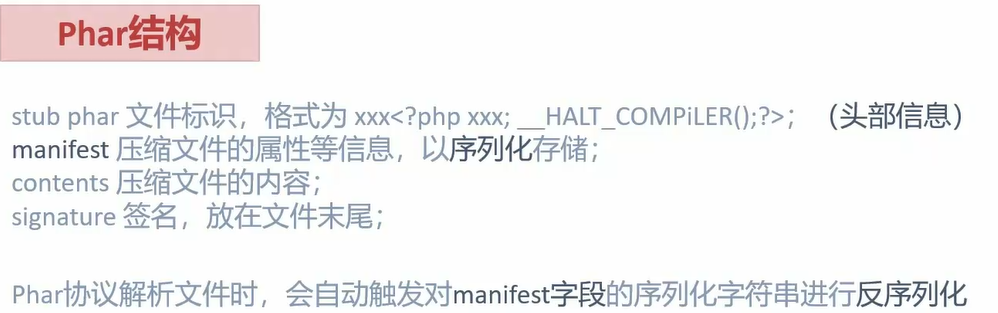 Phar结构
stub phar 文件标识，格式为 xxx<?php xxx; __HALT_COMPiLER();?>；（头部信息）
manifest 压缩文件的属性等信息，以序列化存储；
contents 压缩文件的内容；
signature 签名，放在文件末尾；
Phar协议解析文件时，会自动触发对manifest字段的序列化字符串进行反序列化